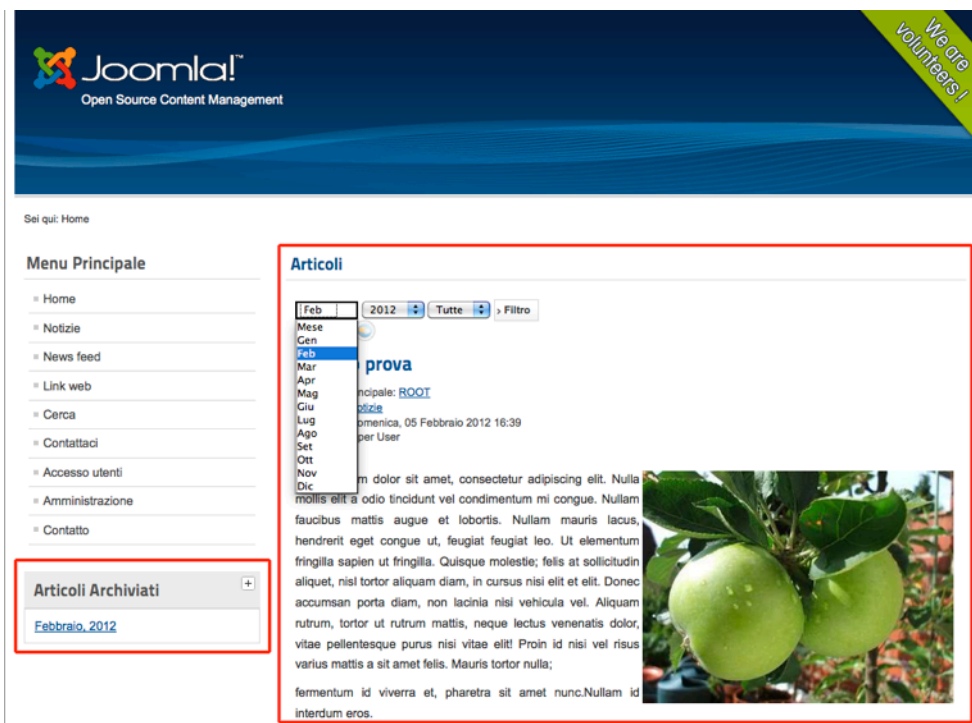 Joomla!™
Open Source Content Management
We are
volunteers !
Sei qui: Home
Menu Principale
Home
Notizie
News feed
Link web
Cerca
Contattaci
Accesso utenti
Amministrazione
Contatto
Articoli Archiviati
+
Febbraio, 2012
Articoli
Feb 2012 Tutte › Filtro
Mese
Gen
Feb
Mar
Apr
Mag
Giu
Lug
Ago
Set
Ott
Nov
Dic
prova
ROOT
Domenica, 05 Febbraio 2012 16:39
User
dolor sit amet, consectetur adipiscing elit. Nulla
mollis elit a odio tincidunt vel condimentum mi congue. Nullam
faucibus mattis augue et lobortis. Nullam mauris lacus,
hendrerit eget congue ut, feugiat feugiat leo. Ut elementum
fringilla sapien ut fringilla. Quisque molestie; felis at sollicitudin
aliquet, nisl tortor aliquam diam, in cursus nisi elit et elit. Donec
accumsan porta diam, non lacinia nisi vehicula vel. Aliquam
rutrum, tortor ut rutrum mattis, neque lectus venenatis dolor,
vitae pellentesque purus nisi vitae elit! Proin id nisi vel risus
varius mattis a sit amet felis. Mauris tortor nulla;
fermentum id viverra et, pharetra sit amet nunc.Nullam id
interdum eros.